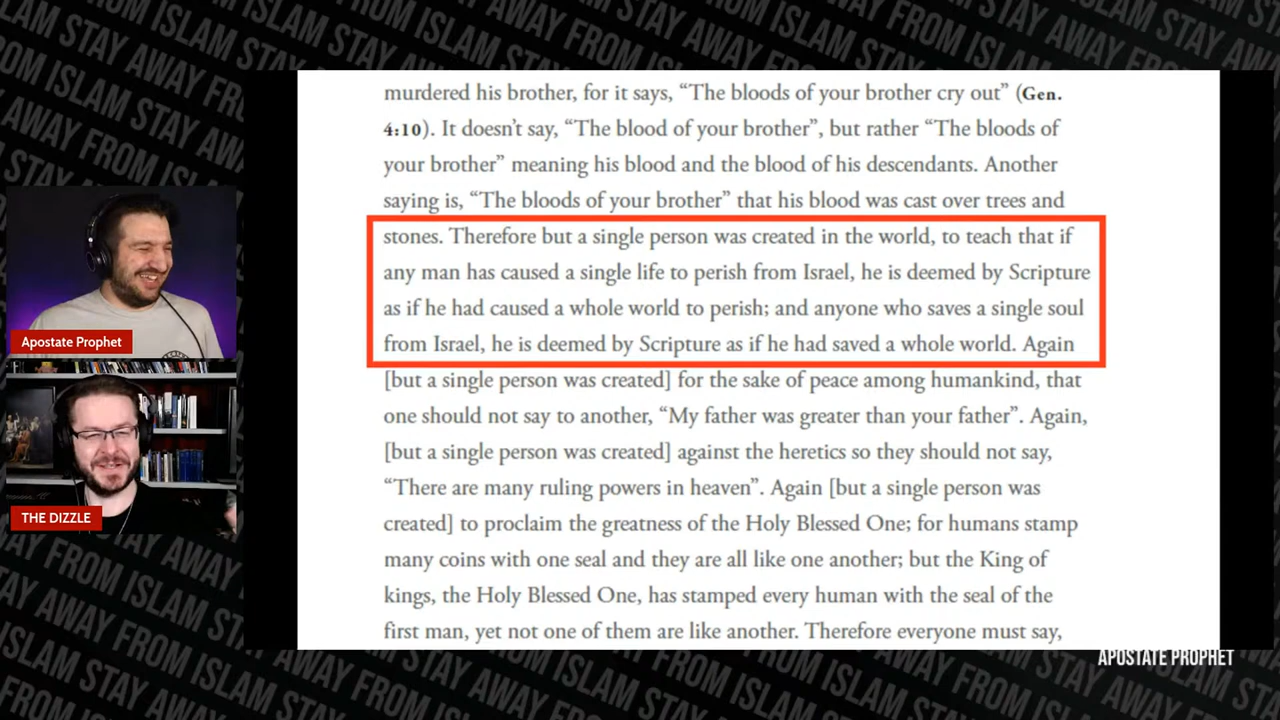 murdered his brother, for it says, “The bloods of your brother cry out” (Gen.
4:10). It doesn’t say, “The blood of your brother”, but rather “The bloods of
your brother” meaning his blood and the blood of his descendants. Another
saying is, “The bloods of your brother” that his blood was cast over trees and
stones. Therefore but a single person was created in the world, to teach that if
any man has caused a single life to perish from Israel, he is deemed by Scripture
as if he had caused a whole world to perish; and anyone who saves a single soul
from Israel, he is deemed by Scripture as if he had saved a whole world. Again
[but a single person was created] for the sake of peace among humankind, that
one should not say to another, “My father was greater than your father”. Again,
[but a single person was created] against the heretics so they should not say,
“There are many ruling powers in heaven”. Again [but a single person was
created] to proclaim the greatness of the Holy Blessed One; for humans stamp
many coins with one seal and they are all like one another; but the King of
kings, the Holy Blessed One, has stamped every human with the seal of the
first man, yet not one of them are like another. Therefore everyone must say,
Apostate Prophet
THE DIZZLE
APOSTATE PROPHET
STAY AWAY FROM ISLAM